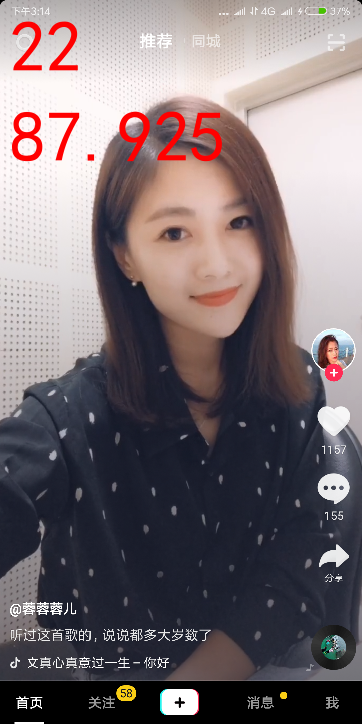 下午3:14
4G
37%
22
推荐
同城
87.925
1157
155
分享
@蓉蓉蓉儿
听过这首歌的，说说都多大岁数了
文真心真意过一生 - 你好
首页
关注
58
消息
我